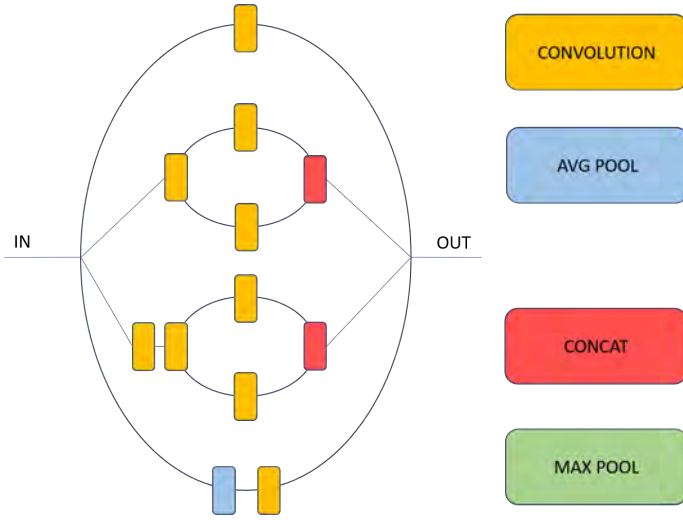 CONVOLUTION
AVG POOL
IN
OUT
CONCAT
MAX POOL